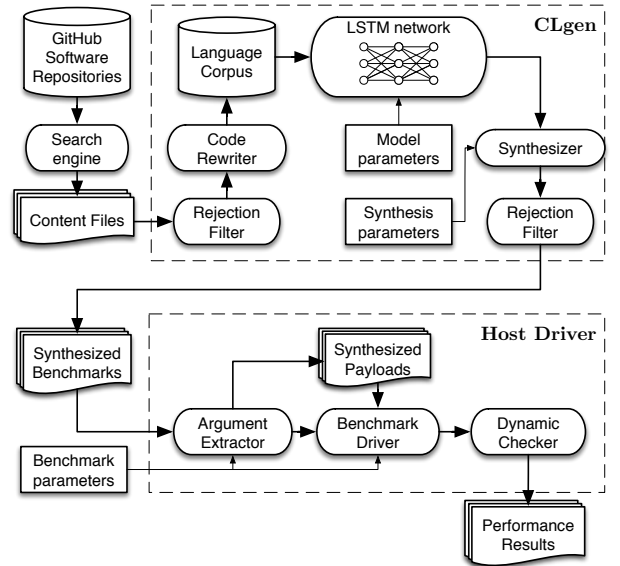 GitHub
Software
Repositories
Search
engine
Content Files
CLgen
Language
Corpus
LSTM network
Code
Rewriter
Model
parameters
Synthesizer
Rejection
Filter
Synthesis
parameters
Rejection
Filter
Host Driver
Synthesized
Benchmarks
Synthesized
Payloads
Argument
Extractor
Benchmark
Driver
Dynamic
Checker
Benchmark
parameters
Performance
Results